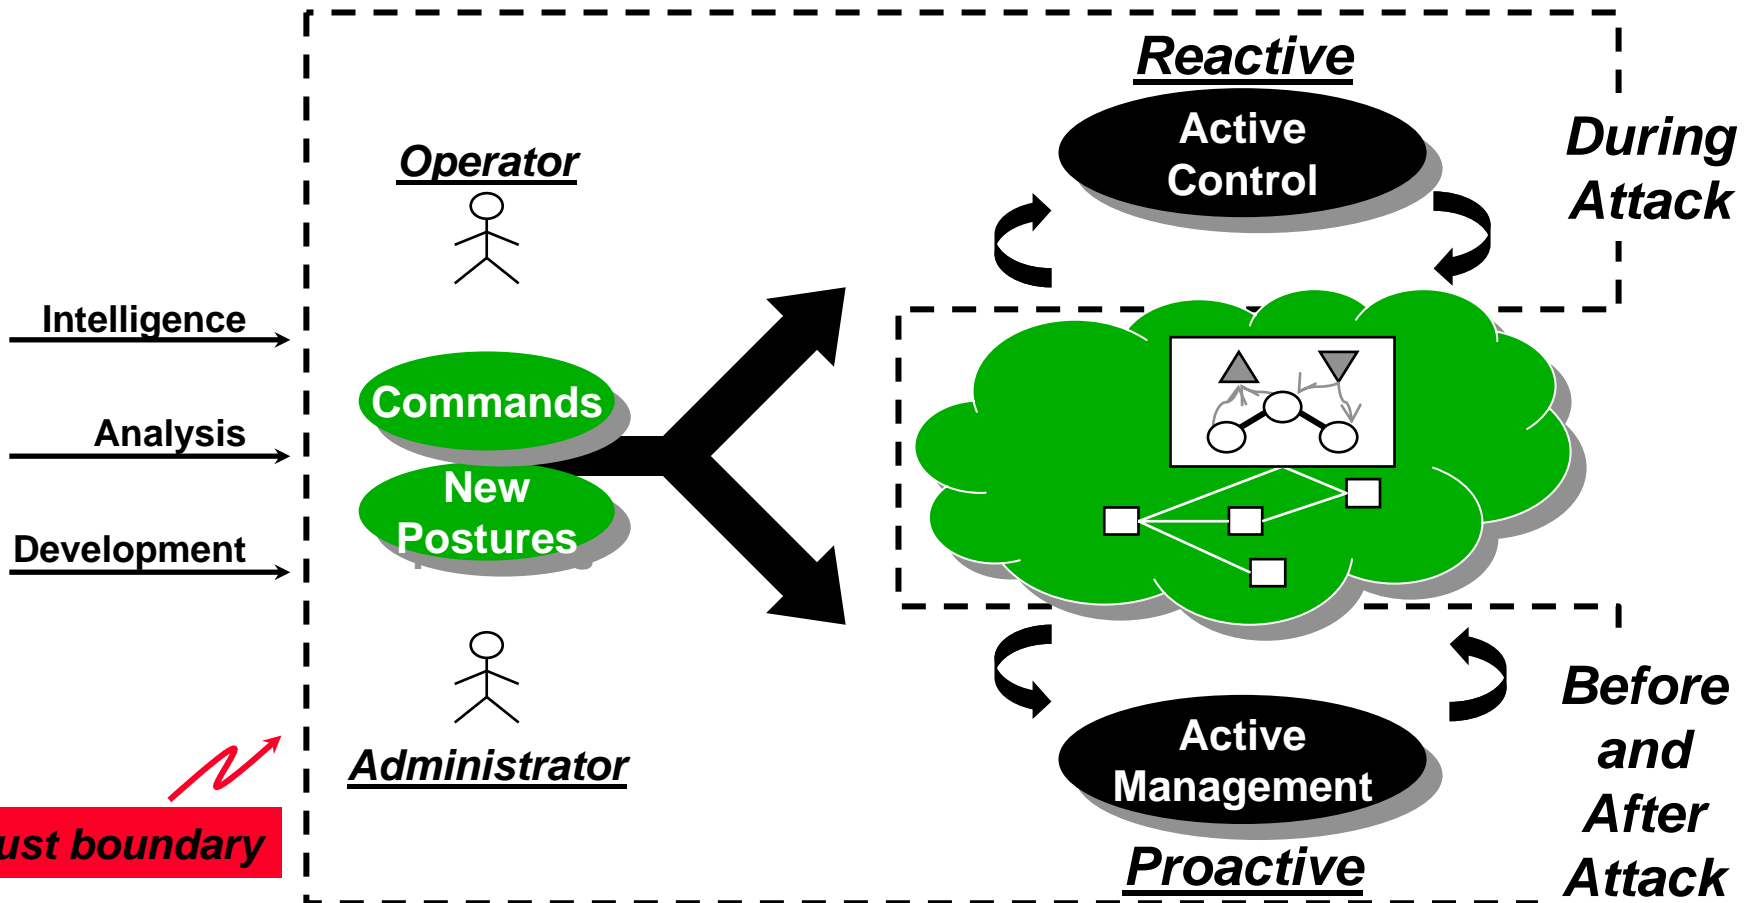 Reactive
Active
Control
During
Attack
Operator
Intelligence
Commands
Analysis
New
Postures
Development
Administrator
Active
Management
Proactive
Before
and
After
Attack
boundary